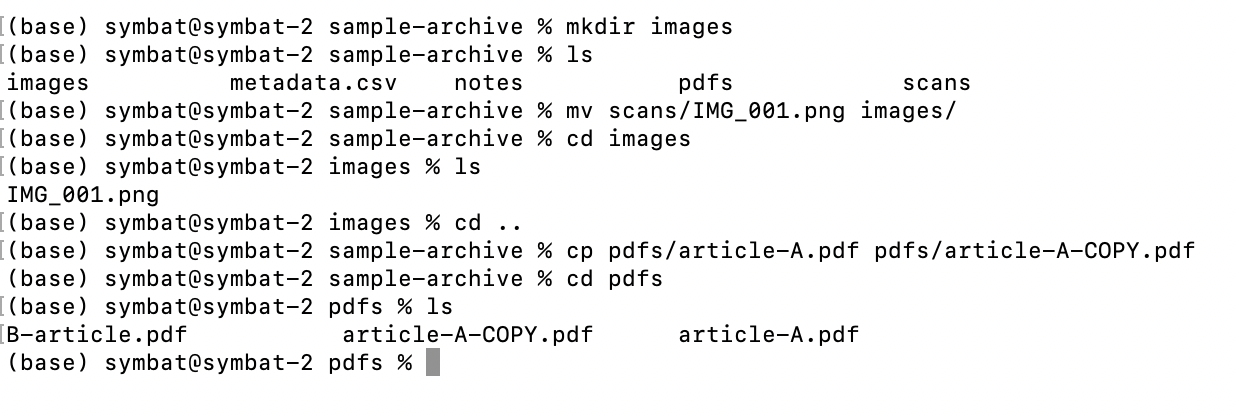 (base) symbat@symbat-2 sample-archive % mkdir images
(base) symbat@symbat-2 sample-archive % ls
images metadata.csv notes pdfs scans
(base) symbat@symbat-2 sample-archive % mv scans/IMG_001.png images/
(base) symbat@symbat-2 sample-archive % cd images
(base) symbat@symbat-2 images % ls
IMG_001.png
(base) symbat@symbat-2 images % cd ..
(base) symbat@symbat-2 sample-archive % cp pdfs/article-A.pdf pdfs/article-A-COPY.pdf
(base) symbat@symbat-2 sample-archive % cd pdfs
(base) symbat@symbat-2 pdfs % ls
B-article.pdf article-A-COPY.pdf article-A.pdf
(base) symbat@symbat-2 pdfs %